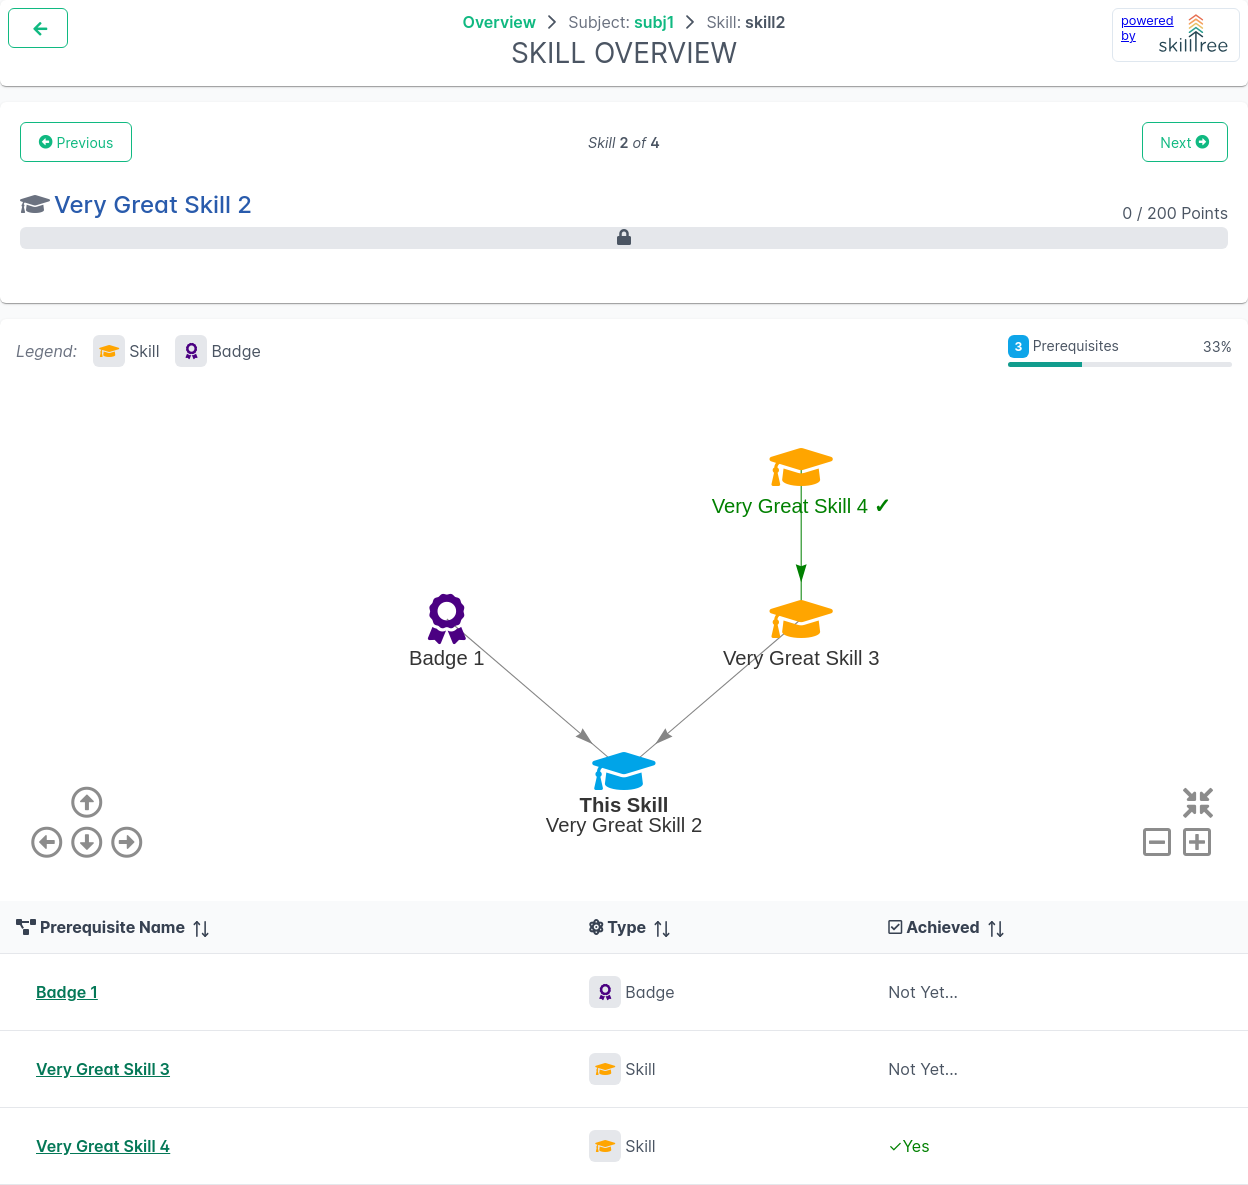 Overview > Subject: subj1 > Skill: skill2
SKILL OVERVIEW
powered by
skilltree
Previous
Skill 2 of 4
Next
Very Great Skill 2
0 / 200 Points
Legend: Skill Badge
3 Prerequisites 33%
Very Great Skill 4 ✓
Badge 1
Very Great Skill 3
This Skill
Very Great Skill 2
Prerequisite Name Type Achieved
Badge 1 Badge Not Yet...
Very Great Skill 3 Skill Not Yet...
Very Great Skill 4 Skill ✓Yes